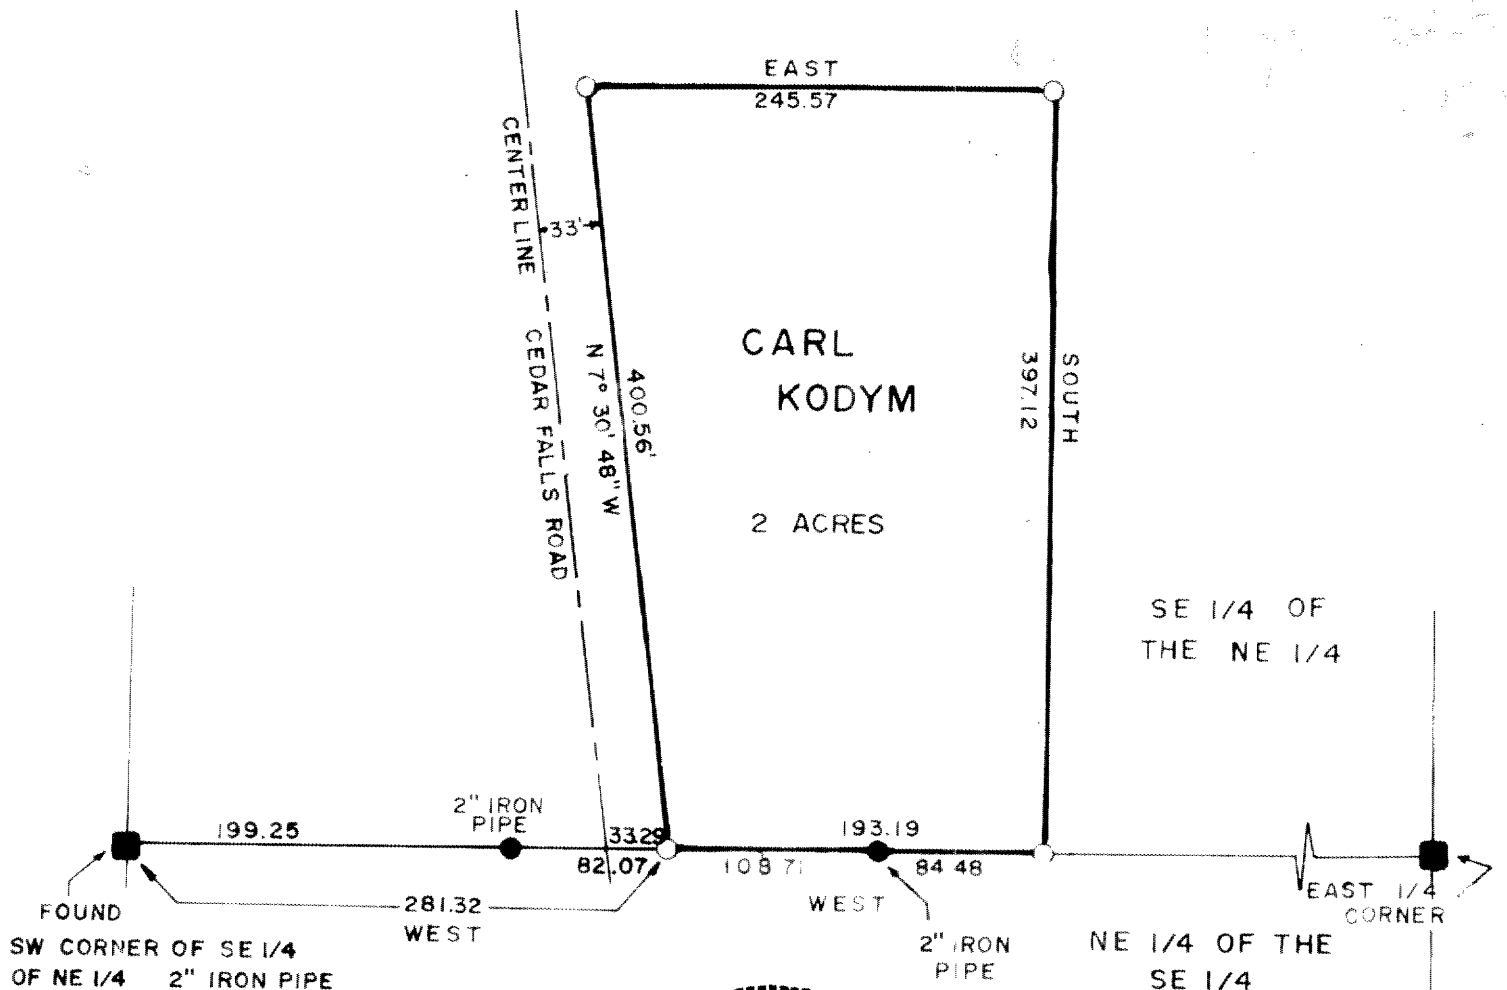 EAST
245.57
CENTERLINE CEDAR FALLS ROAD
33'
N 7° 30' 48" W
400.56'
CARL
KODYM
2 ACRES
397.12
SOUTH
SE 1/4 OF
THE NE 1/4
199.25
2" IRON
PIPE
33.29
82.07
193.19
108.71
84.48
WEST
281.32
WEST
FOUND
SW CORNER OF SE 1/4
OF NE 1/4 2" IRON PIPE
2" IRON
PIPE
EAST 1/4
CORNER
NE 1/4 OF THE
SE 1/4